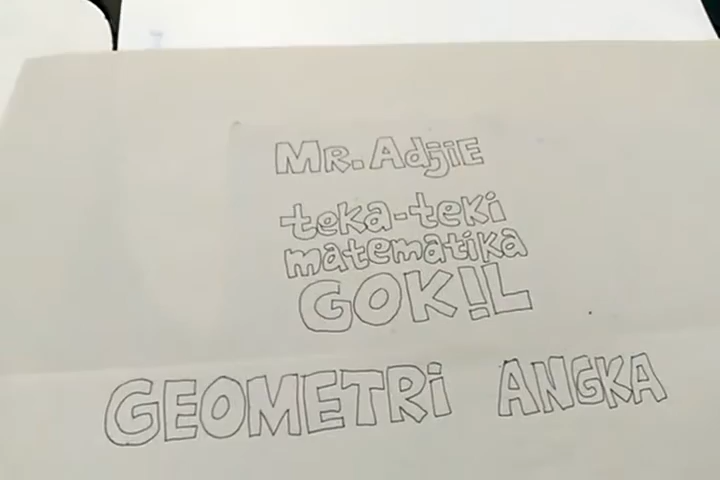 MR. AdjiE
teka-teki
matematika
GOK!L
GEOMETRi ANGKA